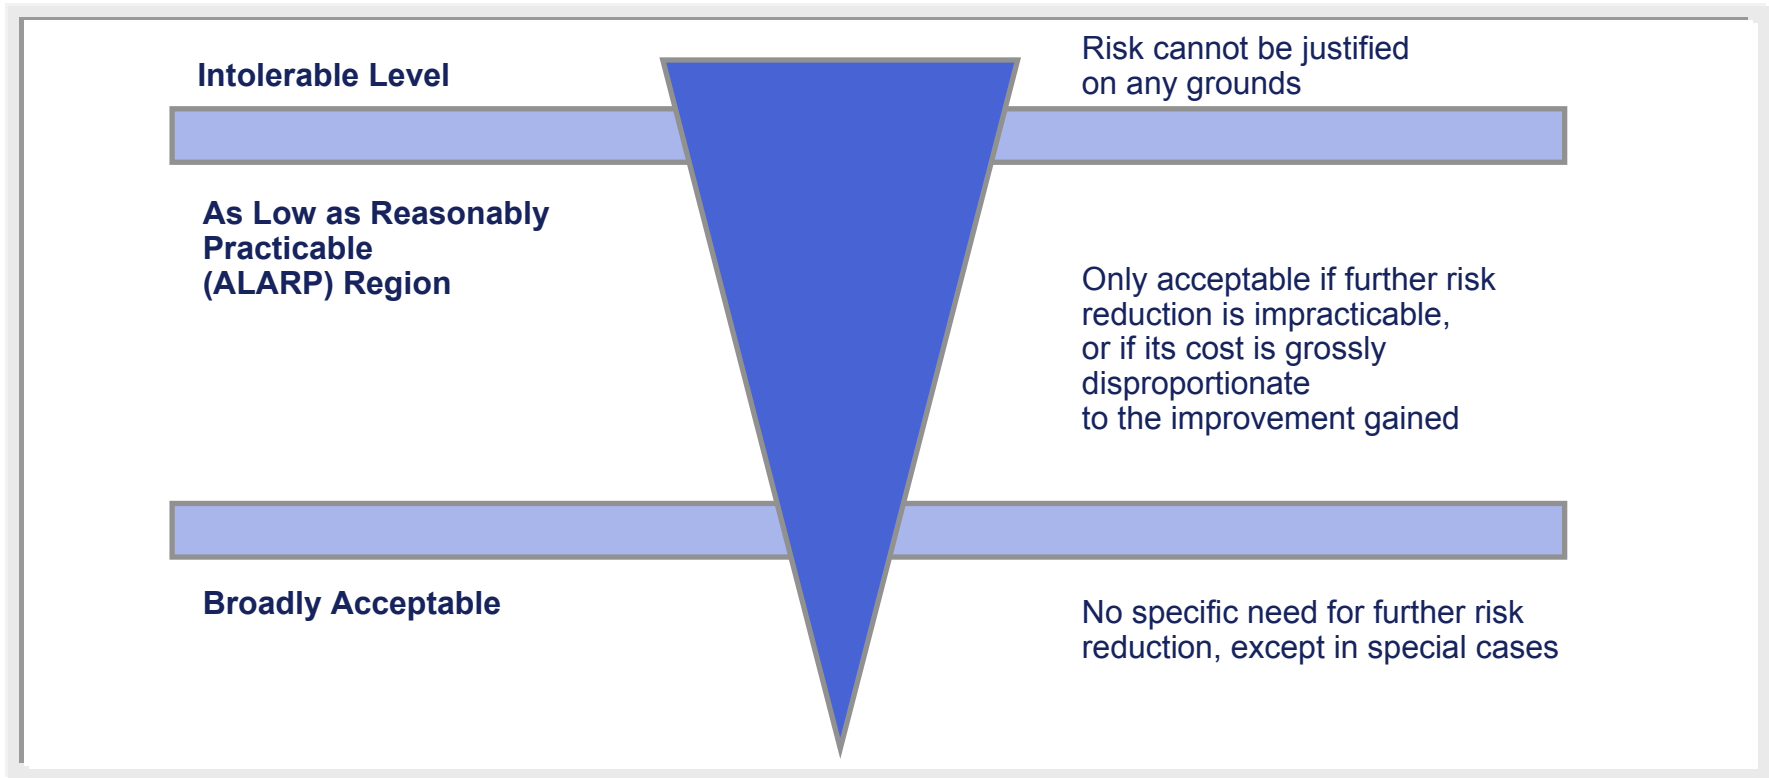 Intolerable Level
Risk cannot be justified
on any grounds
As Low as Reasonably
Practicable
(ALARP) Region
Only acceptable if further risk
reduction is impracticable,
or if its cost is grossly
disproportionate
to the improvement gained
Broadly Acceptable
No specific need for further risk
reduction, except in special cases